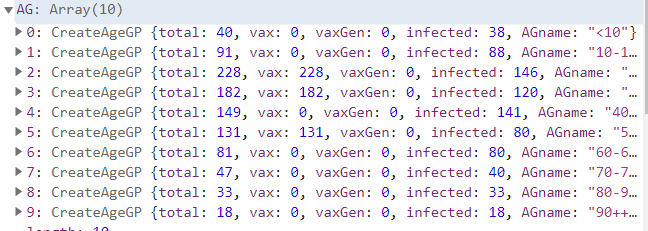 ▼AG: Array(10)
▶0: CreateAgeGP {total: 40, vax: 0, vaxGen: 0, infected: 38, AGname: "<10"}
▶1: CreateAgeGP {total: 91, vax: 0, vaxGen: 0, infected: 88, AGname: "10-1…
▶2: CreateAgeGP {total: 228, vax: 228, vaxGen: 0, infected: 146, AGname: "…
▶3: CreateAgeGP {total: 182, vax: 182, vaxGen: 0, infected: 120, AGname: "…
▶4: CreateAgeGP {total: 149, vax: 0, vaxGen: 0, infected: 141, AGname: "40…
▶5: CreateAgeGP {total: 131, vax: 131, vaxGen: 0, infected: 80, AGname: "5…
▶6: CreateAgeGP {total: 81, vax: 0, vaxGen: 0, infected: 80, AGname: "60-6…
▶7: CreateAgeGP {total: 47, vax: 0, vaxGen: 0, infected: 40, AGname: "70-7…
▶8: CreateAgeGP {total: 33, vax: 0, vaxGen: 0, infected: 33, AGname: "80-9…
▶9: CreateAgeGP {total: 18, vax: 0, vaxGen: 0, infected: 18, AGname: "90++…